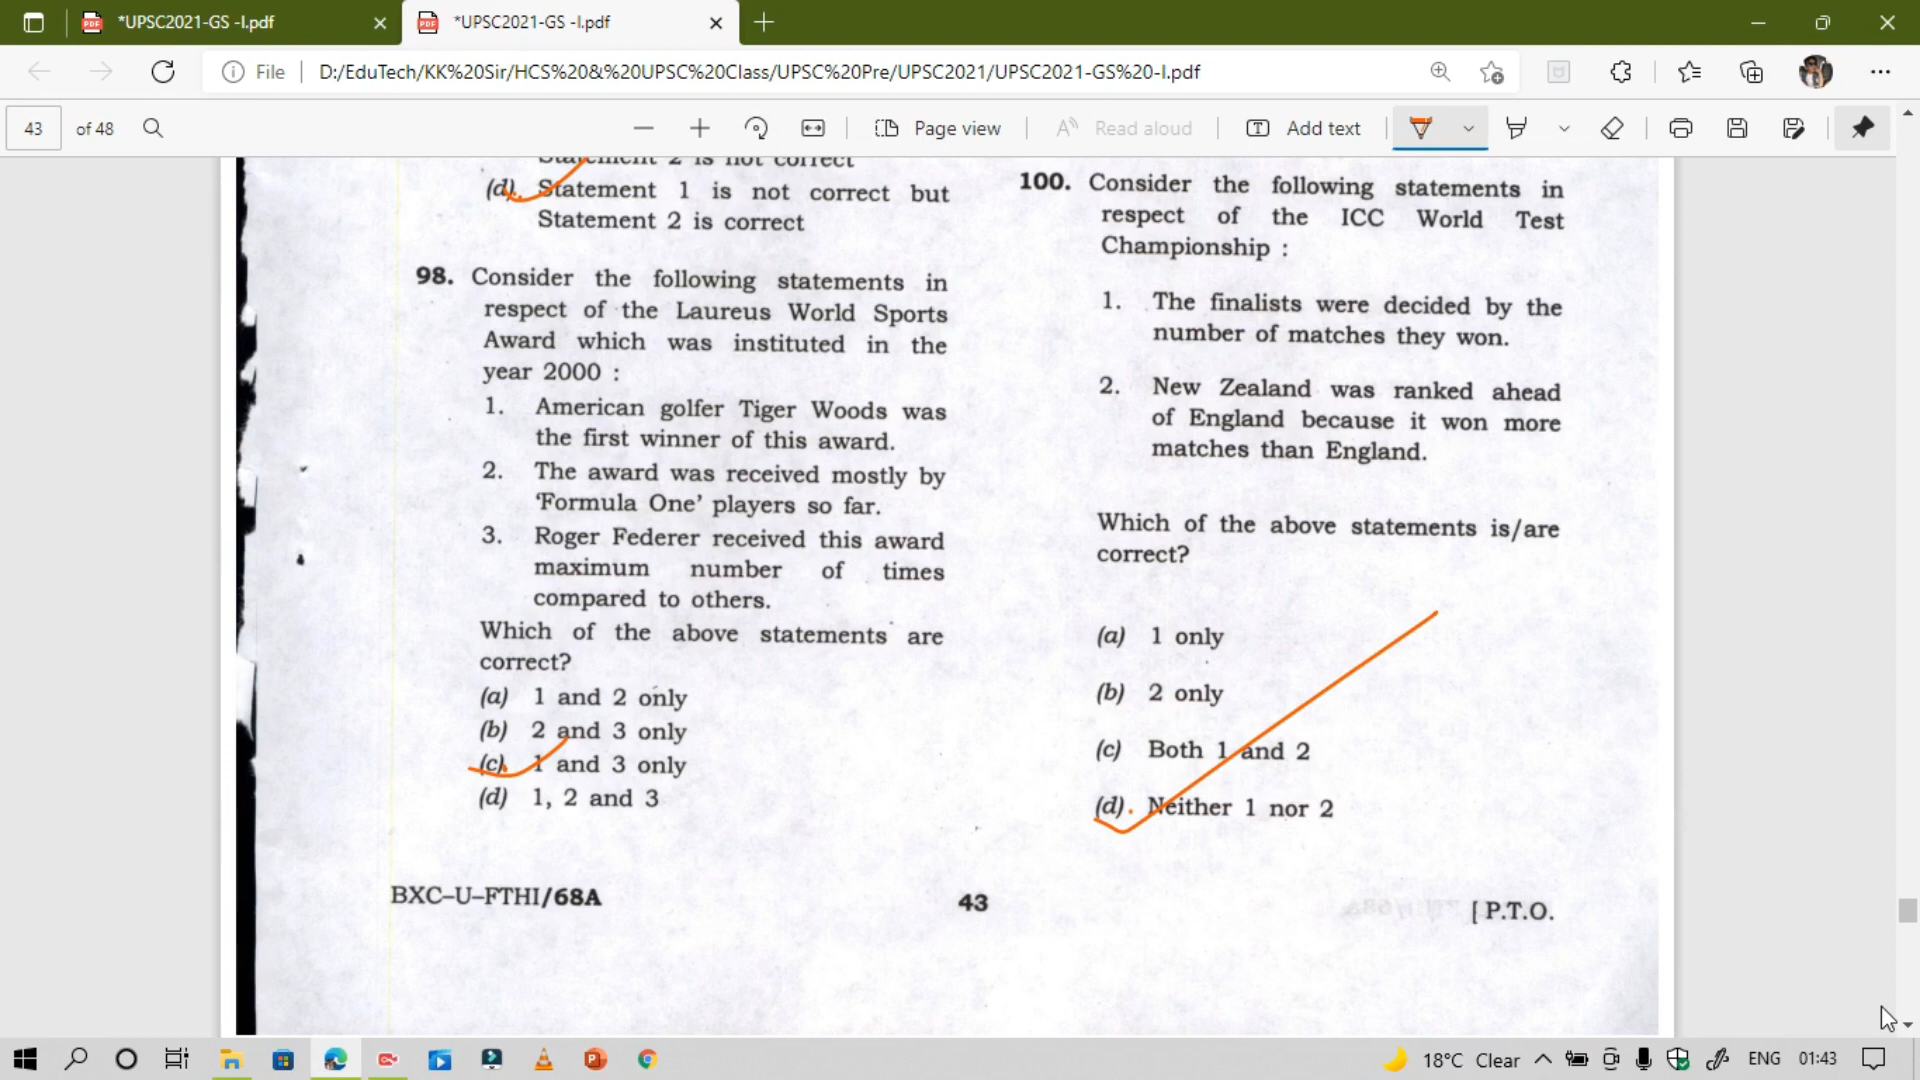 *UPSC2021-GS -I.pdf
*UPSC2021-GS -I.pdf
File
D:/EduTech/KK%20Sir/HCS%20&%20UPSC%20Class/UPSC%20Pre/UPSC2021/UPSC2021-GS%20-I.pdf
43 of 48
Page view
Read aloud
Add text
Statement 2 is not correct
(d) Statement 1 is not correct but
Statement 2 is correct
98. Consider the following statements in
respect of the Laureus World Sports
Award which was instituted in the
year 2000 :
1. American golfer Tiger Woods was
the first winner of this award.
2. The award was received mostly by
‘Formula One’ players so far.
3. Roger Federer received this award
maximum number of times
compared to others.
Which of the above statements are
correct?
(a) 1 and 2 only
(b) 2 and 3 only
(c) 1 and 3 only
(d) 1, 2 and 3
100. Consider the following statements in
respect of the ICC World Test
Championship :
1. The finalists were decided by the
number of matches they won.
2. New Zealand was ranked ahead
of England because it won more
matches than England.
Which of the above statements is/are
correct?
(a) 1 only
(b) 2 only
(c) Both 1 and 2
(d) Neither 1 nor 2
BXC–U–FTHI/68A
43
[ P.T.O.
18°C Clear
ENG
01:43